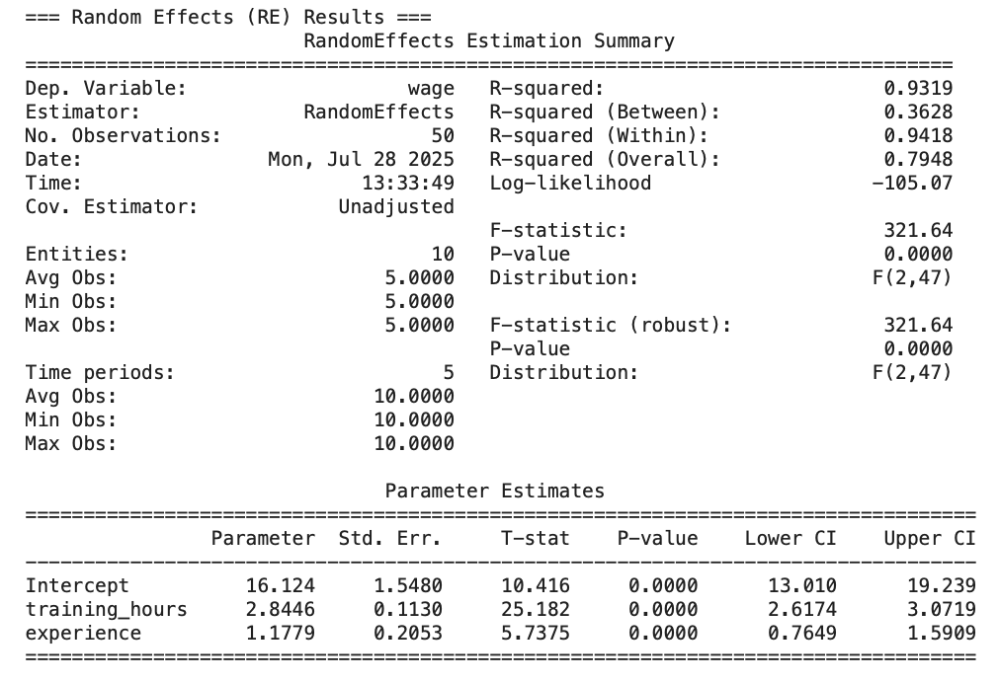 === Random Effects (RE) Results ===
RandomEffects Estimation Summary
================================================================================
Dep. Variable: wage R-squared: 0.9319
Estimator: RandomEffects R-squared (Between): 0.3628
No. Observations: 50 R-squared (Within): 0.9418
Date: Mon, Jul 28 2025 R-squared (Overall): 0.7948
Time: 13:33:49 Log-likelihood -105.07
Cov. Estimator: Unadjusted
F-statistic: 321.64
Entities: 10 P-value 0.0000
Avg Obs: 5.0000 Distribution: F(2,47)
Min Obs: 5.0000
Max Obs: 5.0000 F-statistic (robust): 321.64
P-value 0.0000
Time periods: 5 Distribution: F(2,47)
Avg Obs: 10.0000
Min Obs: 10.0000
Max Obs: 10.0000
Parameter Estimates
==================================================================================
Parameter Std. Err. T-stat P-value Lower CI Upper CI
----------------------------------------------------------------------------------
Intercept 16.124 1.5480 10.416 0.0000 13.010 19.239
training_hours 2.8446 0.1130 25.182 0.0000 2.6174 3.0719
experience 1.1779 0.2053 5.7375 0.0000 0.7649 1.5909
==================================================================================